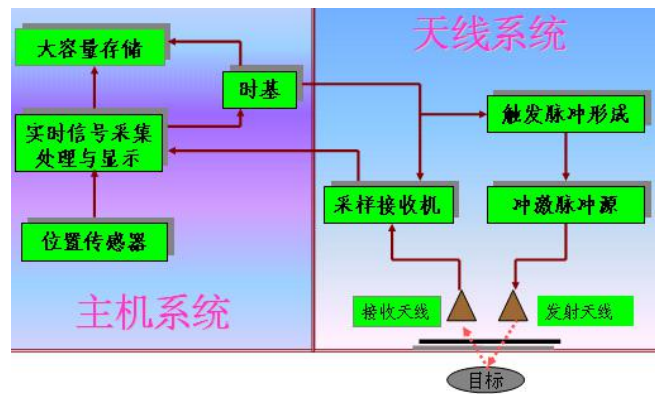 天线系统
大容量存储
时基
触发脉冲形成
实时信号采集
处理与显示
采样接收机
冲激脉冲源
位置传感器
主机系统
接收天线
发射天线
目标